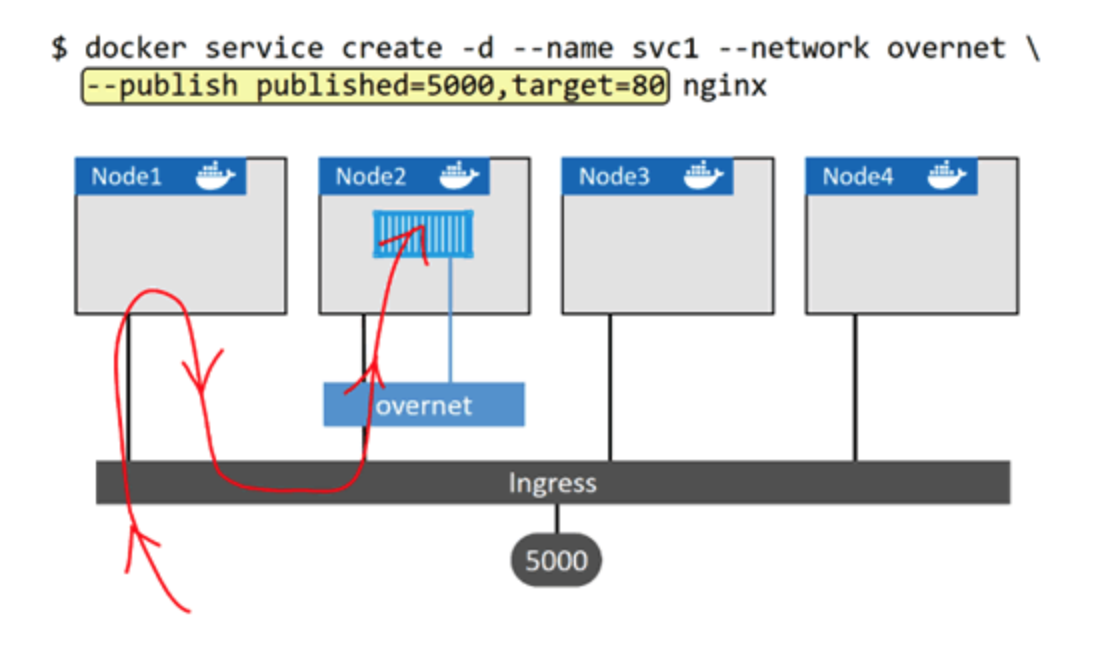 $ docker service create -d --name svc1 --network overnet \
--publish published=5000,target=80 nginx
Node1
Node2
Node3
Node4
overnet
Ingress
5000